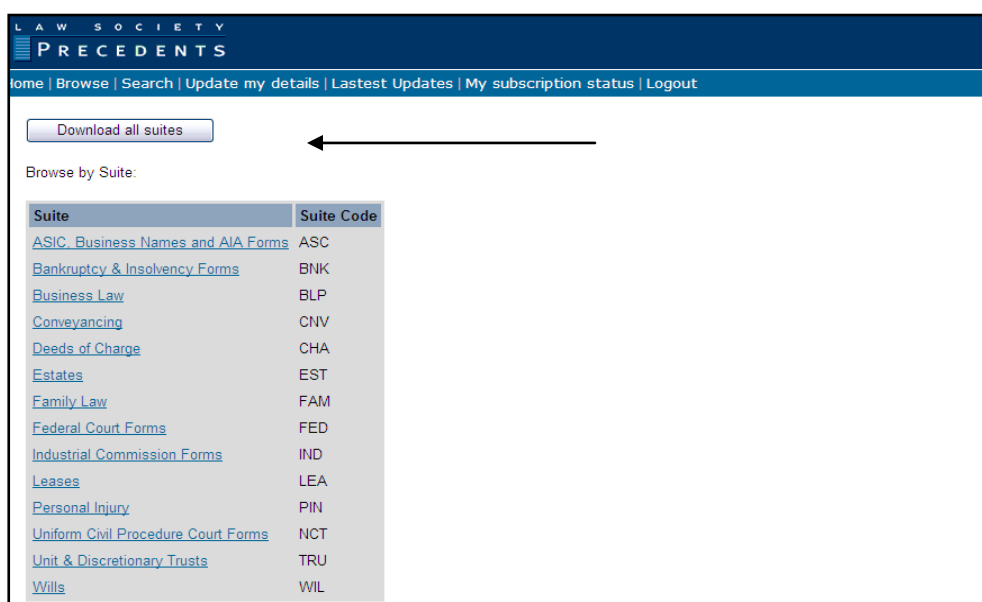 LAW SOCIETY
PRECEDENTS
ome | Browse | Search | Update my details | Lastest Updates | My subscription status | Logout
Download all suites
Browse by Suite:
Suite Suite Code
ASIC, Business Names and AIA Forms ASC
Bankruptcy & Insolvency Forms BNK
Business Law BLP
Conveyancing CNV
Deeds of Charge CHA
Estates EST
Family Law FAM
Federal Court Forms FED
Industrial Commission Forms IND
Leases LEA
Personal Injury PIN
Uniform Civil Procedure Court Forms NCT
Unit & Discretionary Trusts TRU
Wills WIL